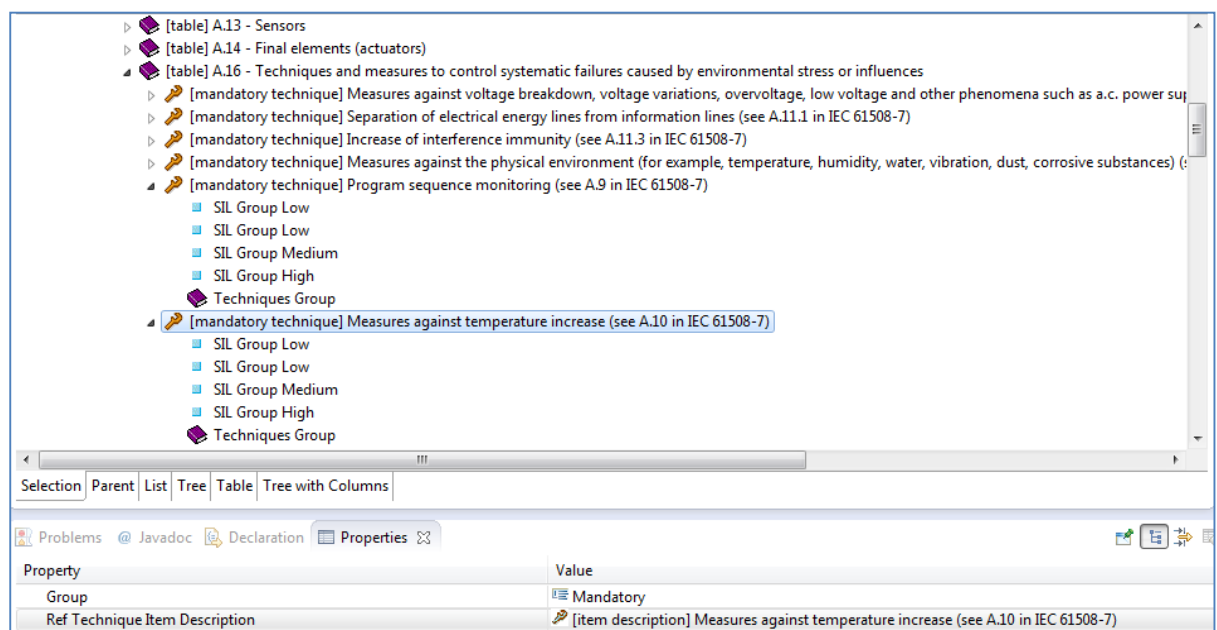 [table] A.13 - Sensors
[table] A.14 - Final elements (actuators)
[table] A.16 - Techniques and measures to control systematic failures caused by environmental stress or influences
[mandatory technique] Measures against voltage breakdown, voltage variations, overvoltage, low voltage and other phenomena such as a.c. power
[mandatory technique] Separation of electrical energy lines from information lines (see A.11.1 in IEC 61508-7)
[mandatory technique] Increase of interference immunity (see A.11.3 in IEC 61508-7)
[mandatory technique] Measures against the physical environment (for example, temperature, humidity, water, vibration, dust, corrosive substances)
[mandatory technique] Program sequence monitoring (see A.9 in IEC 61508-7)
SIL Group Low
SIL Group Low
SIL Group Medium
SIL Group High
Techniques Group
[mandatory technique] Measures against temperature increase (see A.10 in IEC 61508-7)
SIL Group Low
SIL Group Low
SIL Group Medium
SIL Group High
Techniques Group
Selection Parent List Tree Table Tree with Columns
Problems @ Javadoc Declaration Properties
Property Value
Group Mandatory
Ref Technique Item Description [item description] Measures against temperature increase (see A.10 in IEC 61508-7)